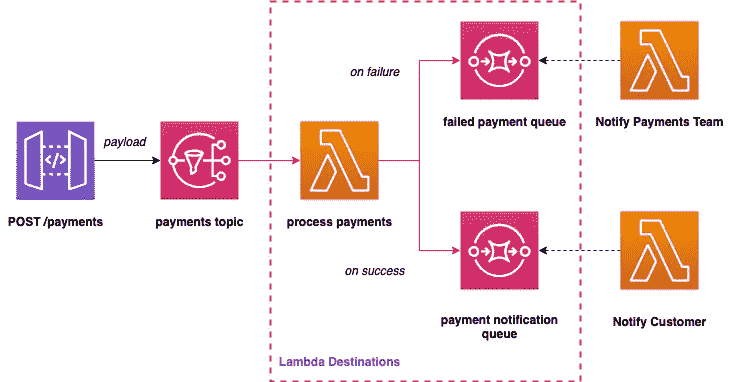 on failure
failed payment queue
Notify Payments Team
payload
POST /payments
payments topic
process payments
on success
payment notification
queue
Notify Customer
Lambda Destinations